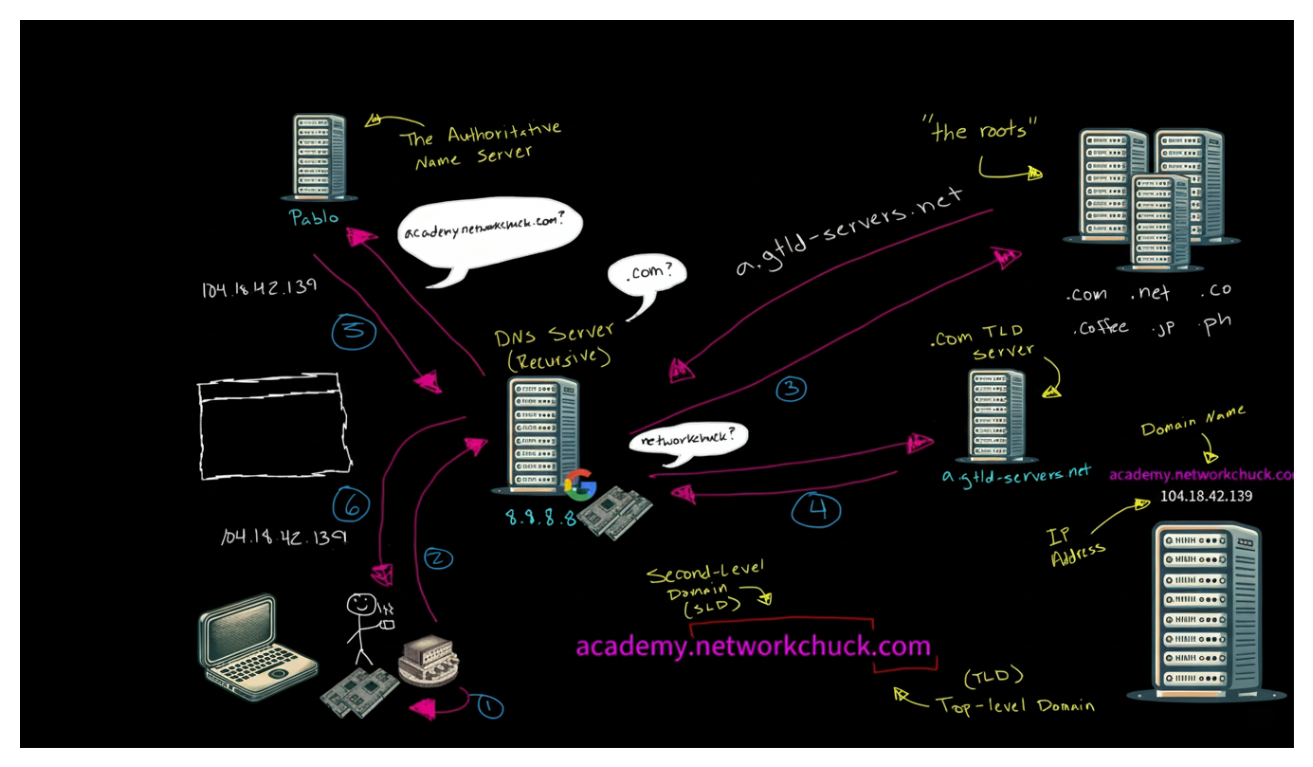 The Authoritative
Name Server
Pablo
academy.networkchuck.com?
104.18.42.139
5
.com?
DNS Server
(Recursive)
8.8.8.8
a.gtld-servers.net
"the roots"
.com .net .co
.coffee .jp .ph
3
.com TLD
server
a.gtld-servers.net
networkchuck?
4
Domain Name
academy.networkchuck.co
104.18.42.139
IP
Address
6
104.18.42.139
2
1
Second-Level
Domain
(SLD)
academy.networkchuck.com
(TLD)
Top-level Domain